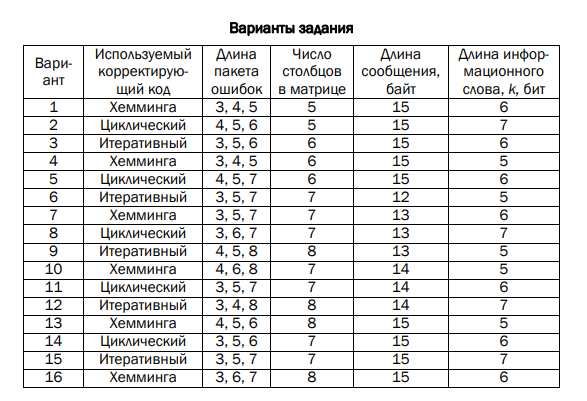 Варианты задания
Вари-
ант
Используемый
корректирую-
щий код
Длина
пакета
ошибок
Число
столбцов
в матрице
Длина
сообщения,
байт
Длина инфор-
мационного
слова, k, бит
1 Хемминга 3, 4, 5 5 15 6
2 Циклический 4, 5, 6 5 15 7
3 Итеративный 3, 5, 6 6 15 6
4 Хемминга 3, 4, 5 6 15 5
5 Циклический 4, 5, 7 6 15 6
6 Итеративный 3, 5, 7 7 12 5
7 Хемминга 3, 5, 7 7 13 6
8 Циклический 3, 6, 7 7 13 7
9 Итеративный 4, 5, 8 8 13 5
10 Хемминга 4, 6, 8 7 14 5
11 Циклический 3, 5, 7 7 14 6
12 Итеративный 3, 4, 8 8 14 7
13 Хемминга 4, 5, 6 8 15 5
14 Циклический 3, 5, 6 7 15 6
15 Итеративный 3, 5, 7 7 15 7
16 Хемминга 3, 6, 7 8 15 6